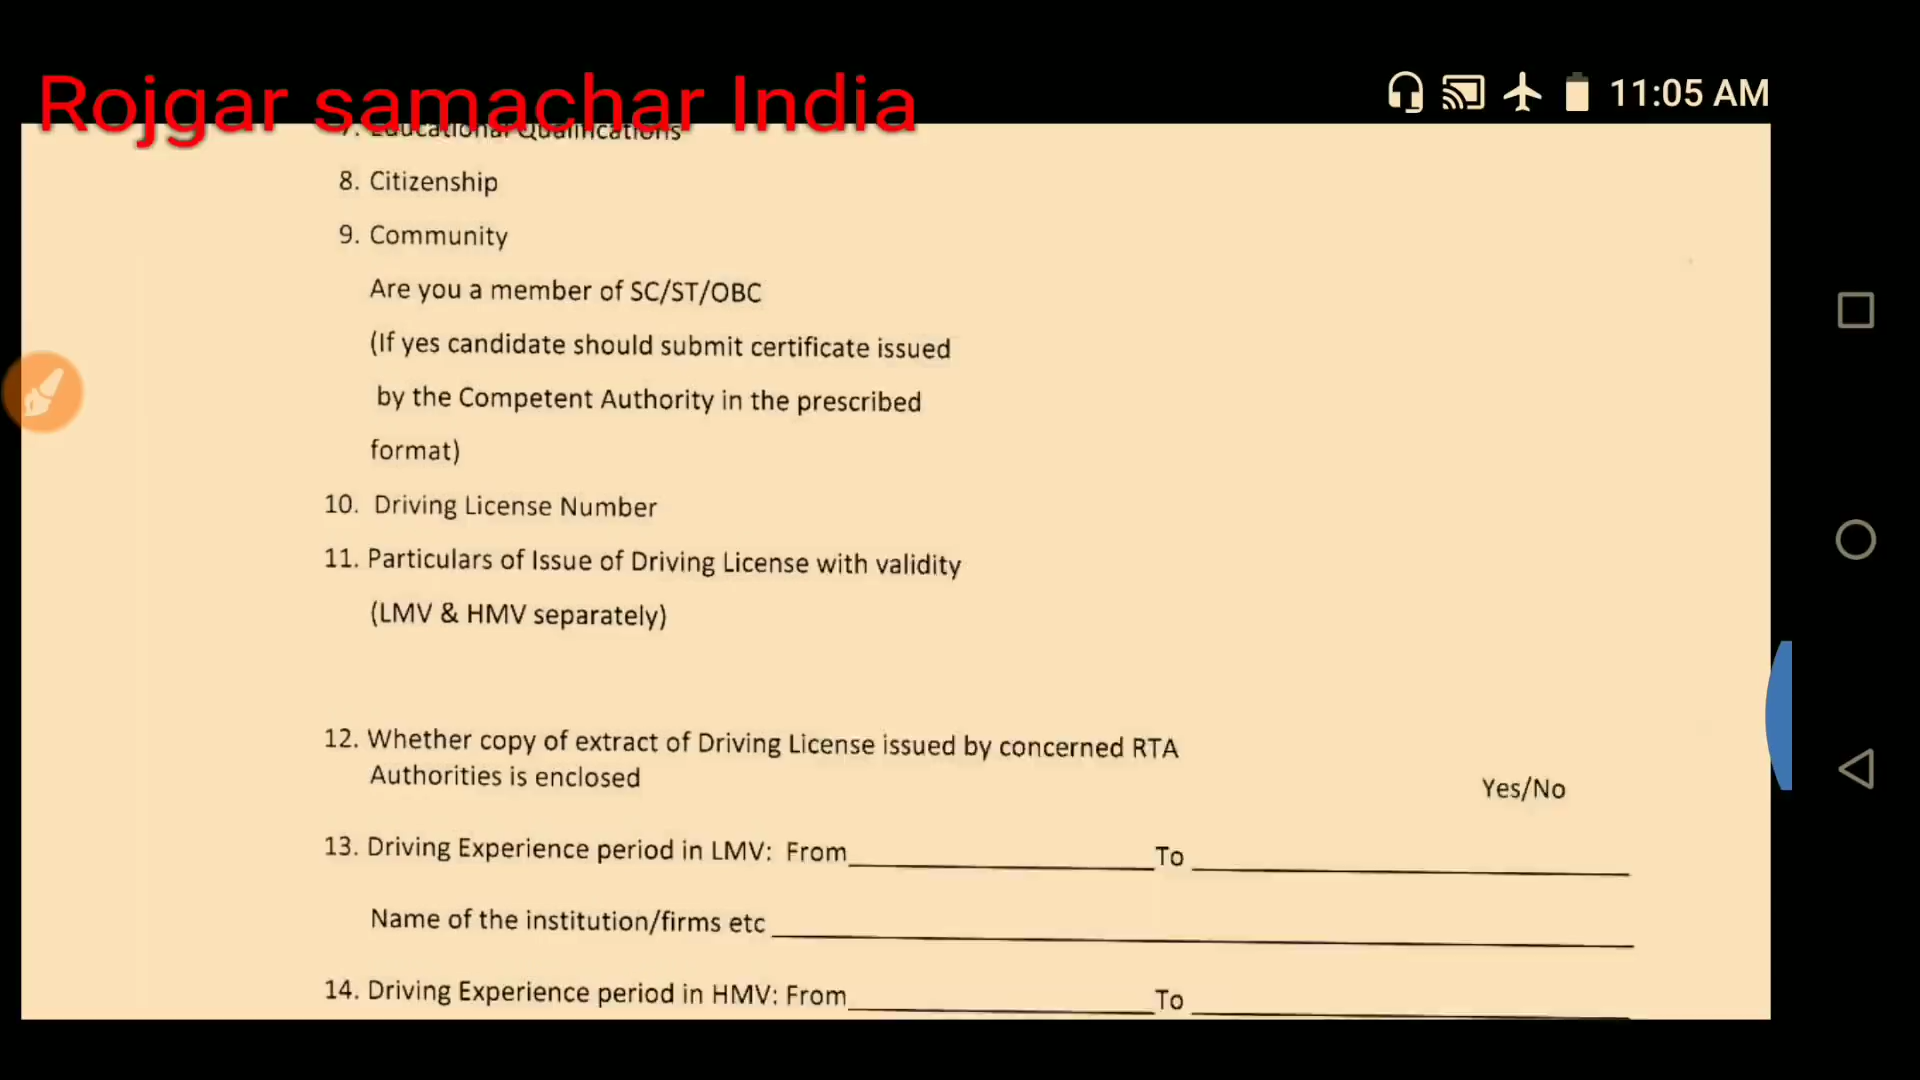 Rojgar samachar India
11:05 AM
7. Educational Qualifications
8. Citizenship
9. Community
Are you a member of SC/ST/OBC
(If yes candidate should submit certificate issued
by the Competent Authority in the prescribed
format)
10. Driving License Number
11. Particulars of Issue of Driving License with validity
(LMV & HMV separately)
12. Whether copy of extract of Driving License issued by concerned RTA
Authorities is enclosed
Yes/No
13. Driving Experience period in LMV: From To
Name of the institution/firms etc
14. Driving Experience period in HMV: From To